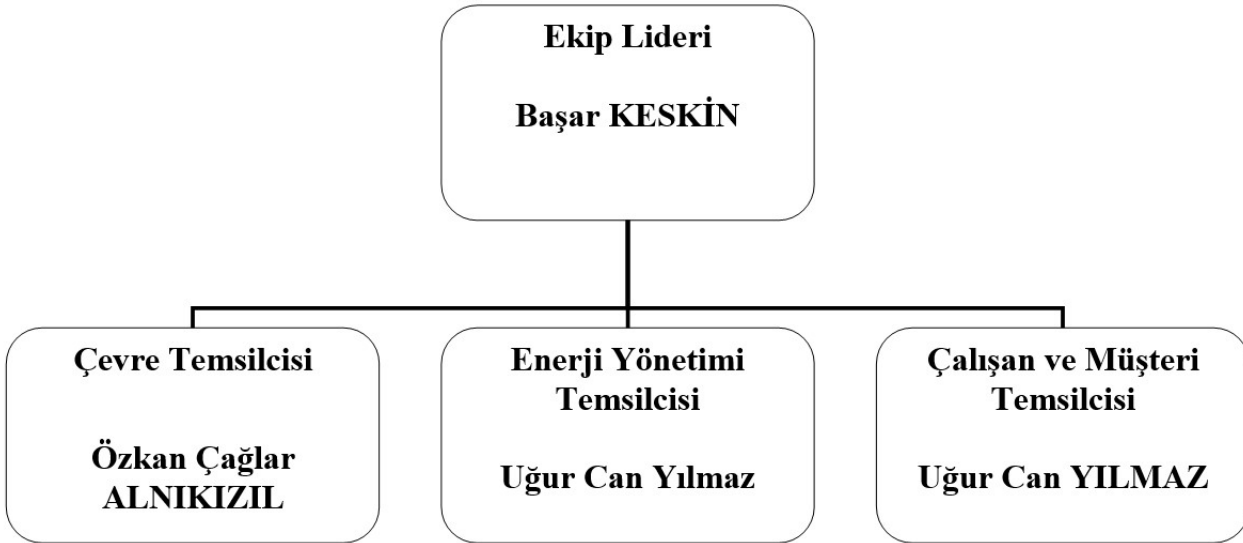 Ekip Lideri
Başar KESKİN
Çevre Temsilcisi
Özkan Çağlar
ALNIKIZIL
Enerji Yönetimi
Temsilcisi
Uğur Can Yılmaz
Çalışan ve Müşteri
Temsilcisi
Uğur Can YILMAZ